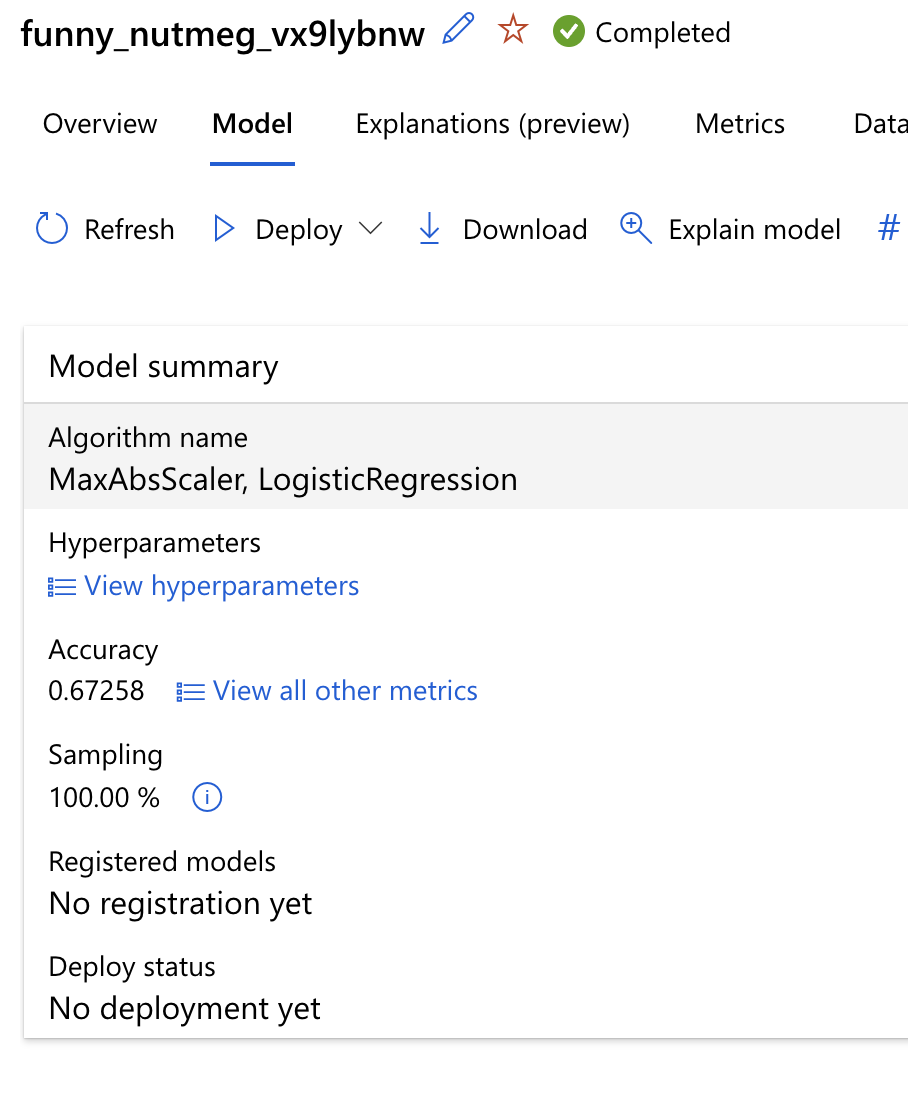 funny_nutmeg_vx9lybnw Completed
Overview Model Explanations (preview) Metrics Data
Refresh Deploy Download Explain model #
Model summary
Algorithm name
MaxAbsScaler, LogisticRegression
Hyperparameters
View hyperparameters
Accuracy
0.67258 View all other metrics
Sampling
100.00 %
Registered models
No registration yet
Deploy status
No deployment yet